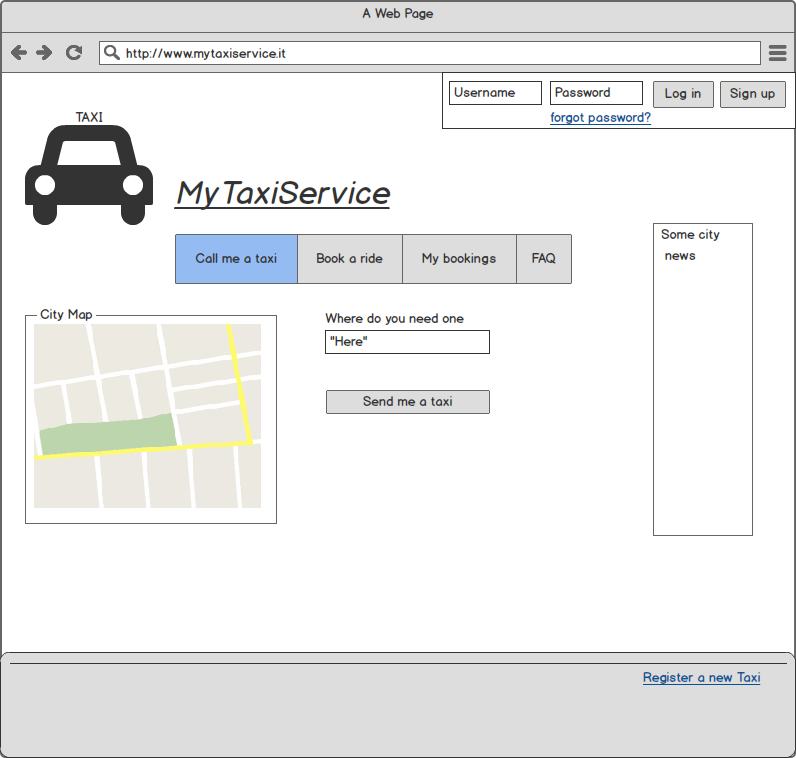 A Web Page
http://www.mytaxiservice.it
Username
Password
Log in
Sign up
forgot password?
TAXI
MyTaxiService
Call me a taxi
Book a ride
My bookings
FAQ
Some city
news
City Map
Where do you need one
"Here"
Send me a taxi
Register a new Taxi